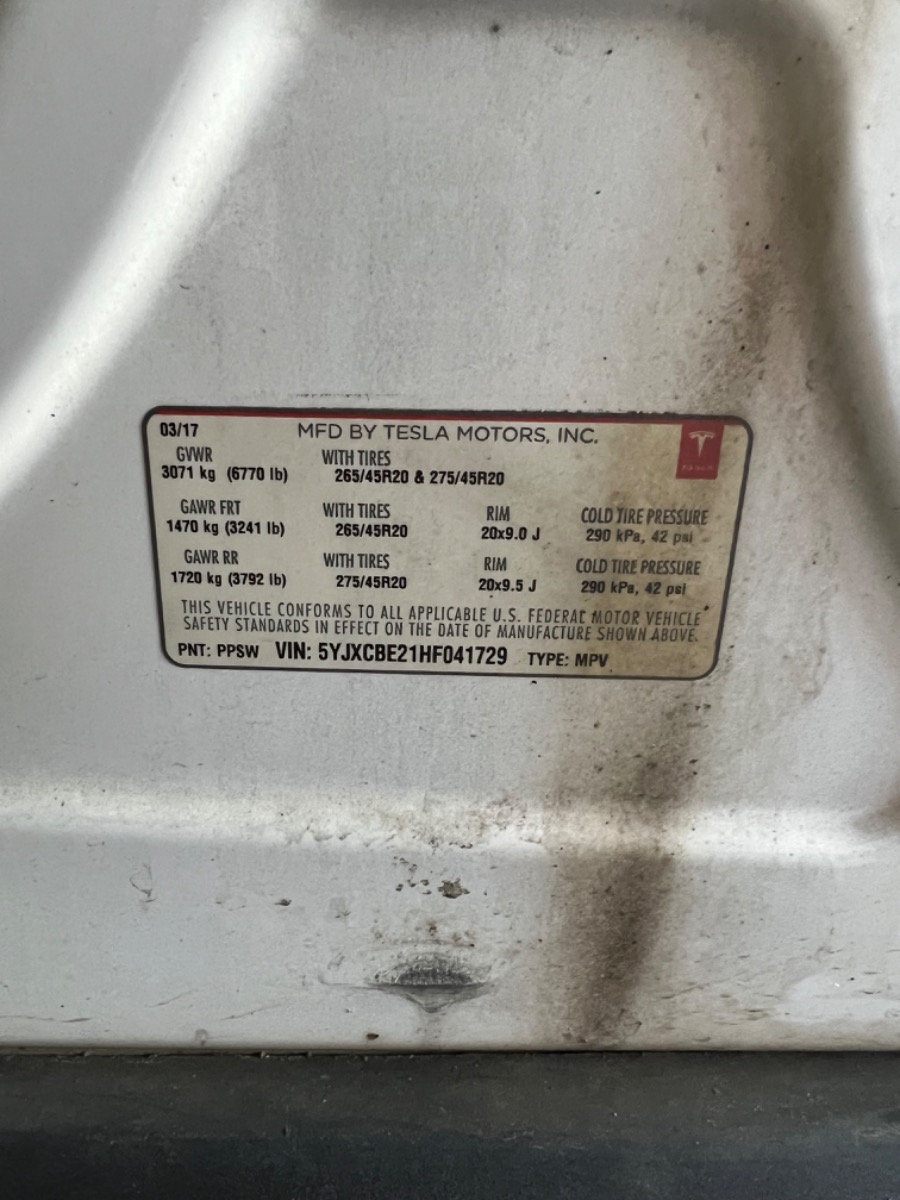 03/17 MFD BY TESLA MOTORS, INC.
GVWR WITH TIRES
3071 kg (6770 lb) 265/45R20 & 275/45R20
GAWR FRT WITH TIRES RIM COLD TIRE PRESSURE
1470 kg (3241 lb) 265/45R20 20x9.0 J 290 kPa, 42 psi
GAWR RR WITH TIRES RIM COLD TIRE PRESSURE
1720 kg (3792 lb) 275/45R20 20x9.5 J 290 kPa, 42 psi
THIS VEHICLE CONFORMS TO ALL APPLICABLE U.S. FEDERAL MOTOR VEHICLE
SAFETY STANDARDS IN EFFECT ON THE DATE OF MANUFACTURE SHOWN ABOVE.
PNT: PPSW VIN: 5YJXCBE21HF041729 TYPE: MPV